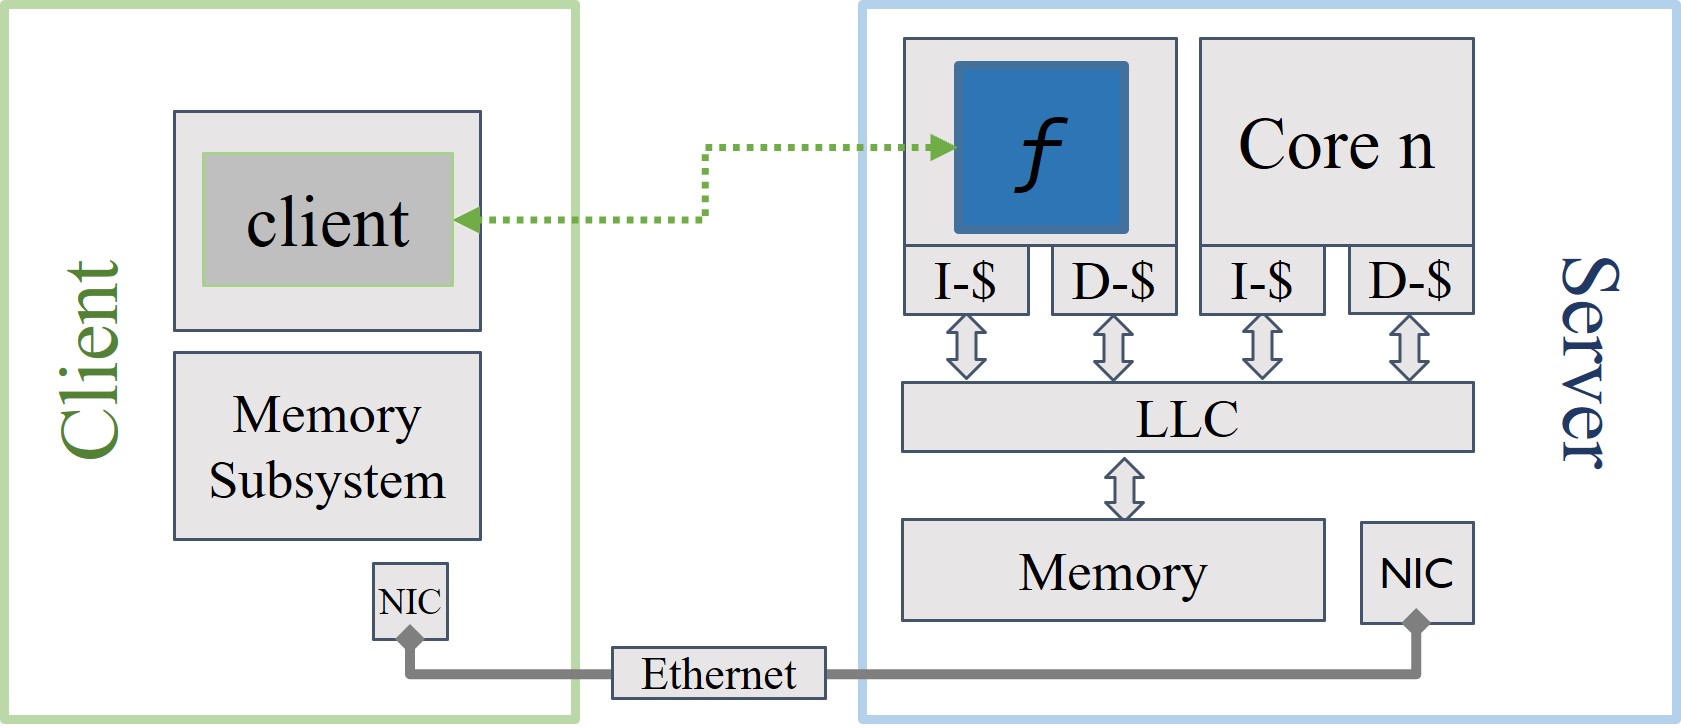 Client
client
Memory
Subsystem
NIC
Ethernet
Server
f
Core n
I-$
D-$
I-$
D-$
LLC
Memory
NIC